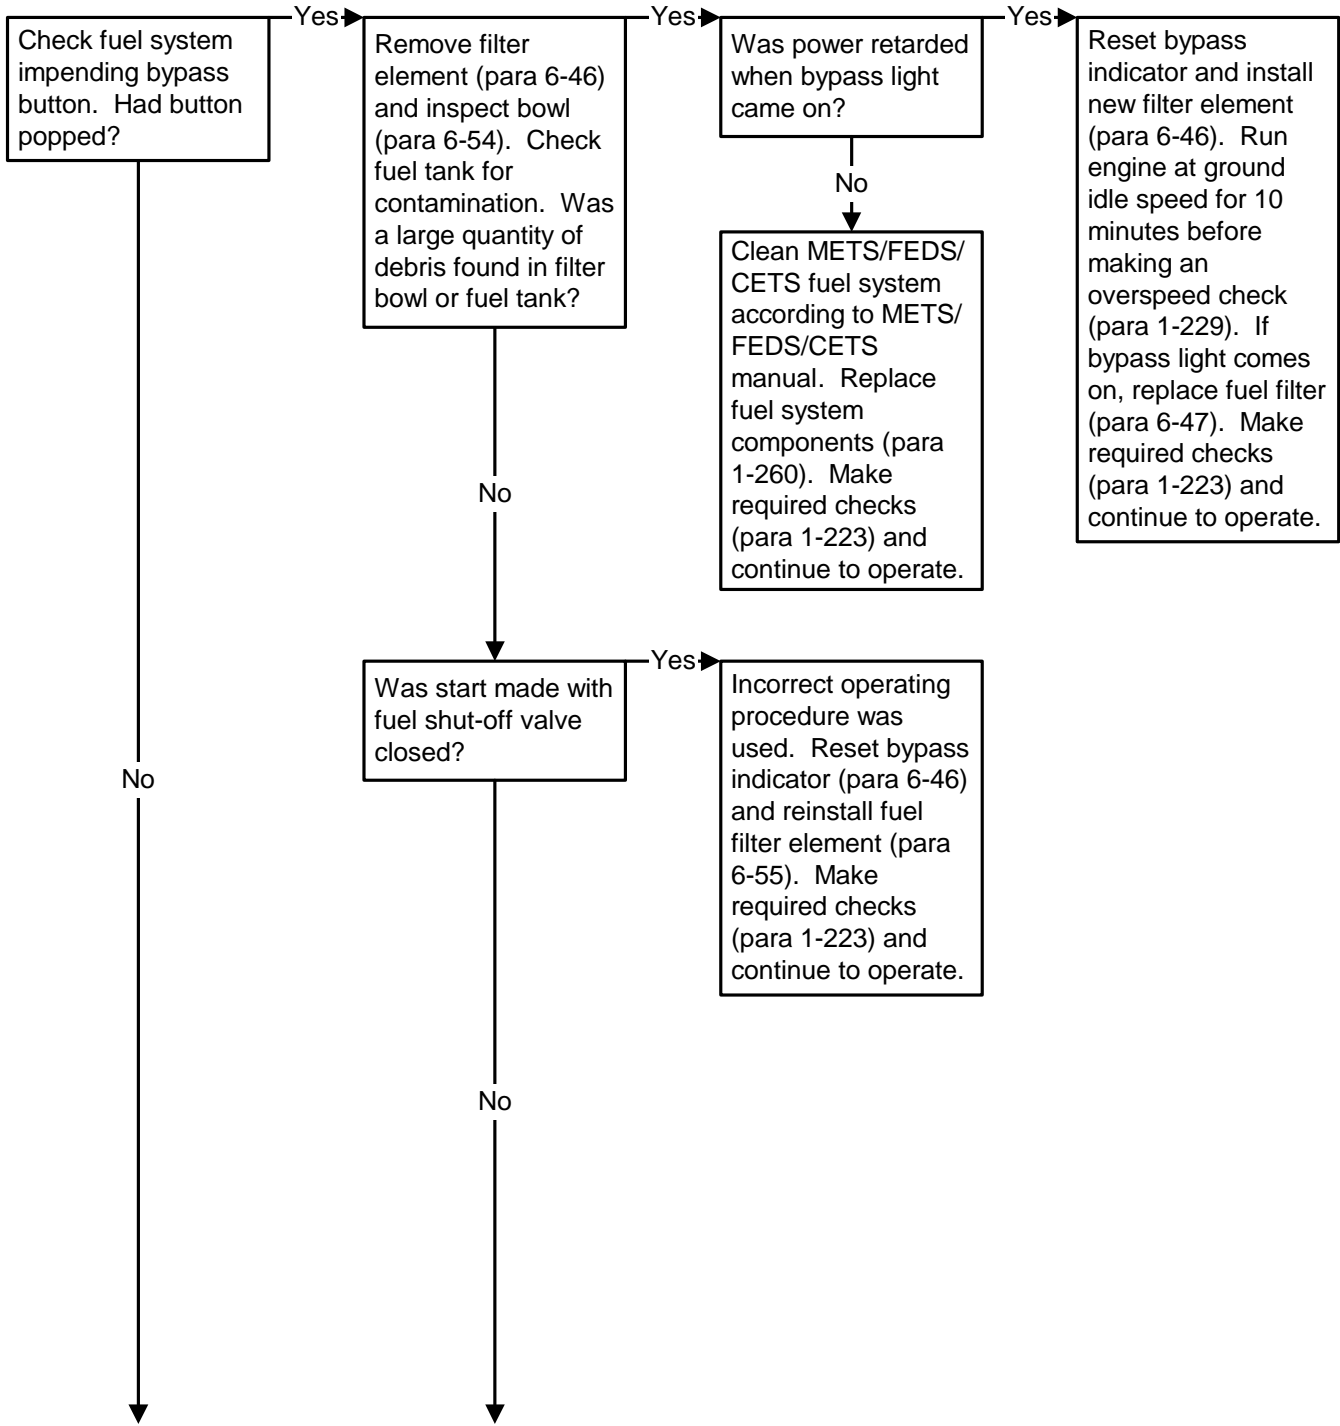 Check fuel system
impending bypass
button.  Had button
popped?
Yes
Remove filter
element (para 6-46)
and inspect bowl
(para 6-54).  Check
fuel tank for
contamination.  Was
a large quantity of
debris found in filter
bowl or fuel tank?
Yes
Was power retarded
when bypass light
came on?
Yes
Reset bypass
indicator and install
new filter element
(para 6-46).  Run
engine at ground
idle speed for 10
minutes before
making an
overspeed check
(para 1-229).  If
bypass light comes
on, replace fuel filter
(para 6-47).  Make
required checks
(para 1-223) and
continue to operate.
No
Clean METS/FEDS/
CETS fuel system
according to METS/
FEDS/CETS
manual.  Replace
fuel system
components (para
1-260).  Make
required checks
(para 1-223) and
continue to operate.
No
Was start made with
fuel shut-off valve
closed?
Yes
Incorrect operating
procedure was
used.  Reset bypass
indicator (para 6-46)
and reinstall fuel
filter element (para
6-55).  Make
required checks
(para 1-223) and
continue to operate.
No
No